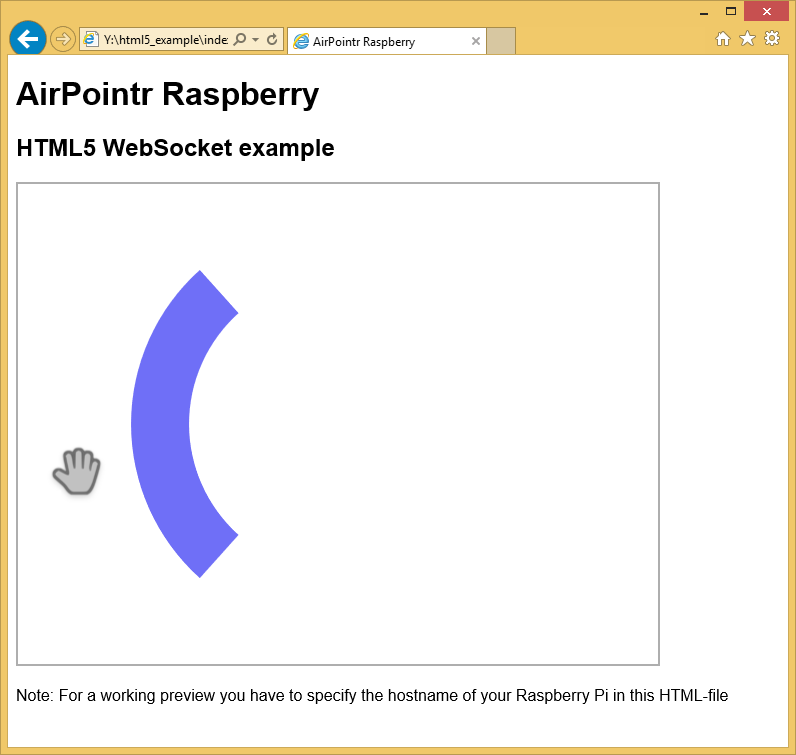 Y:\html5_example\inde
AirPointr Raspberry
AirPointr Raspberry
HTML5 WebSocket example
Note: For a working preview you have to specify the hostname of your Raspberry Pi in this HTML-file